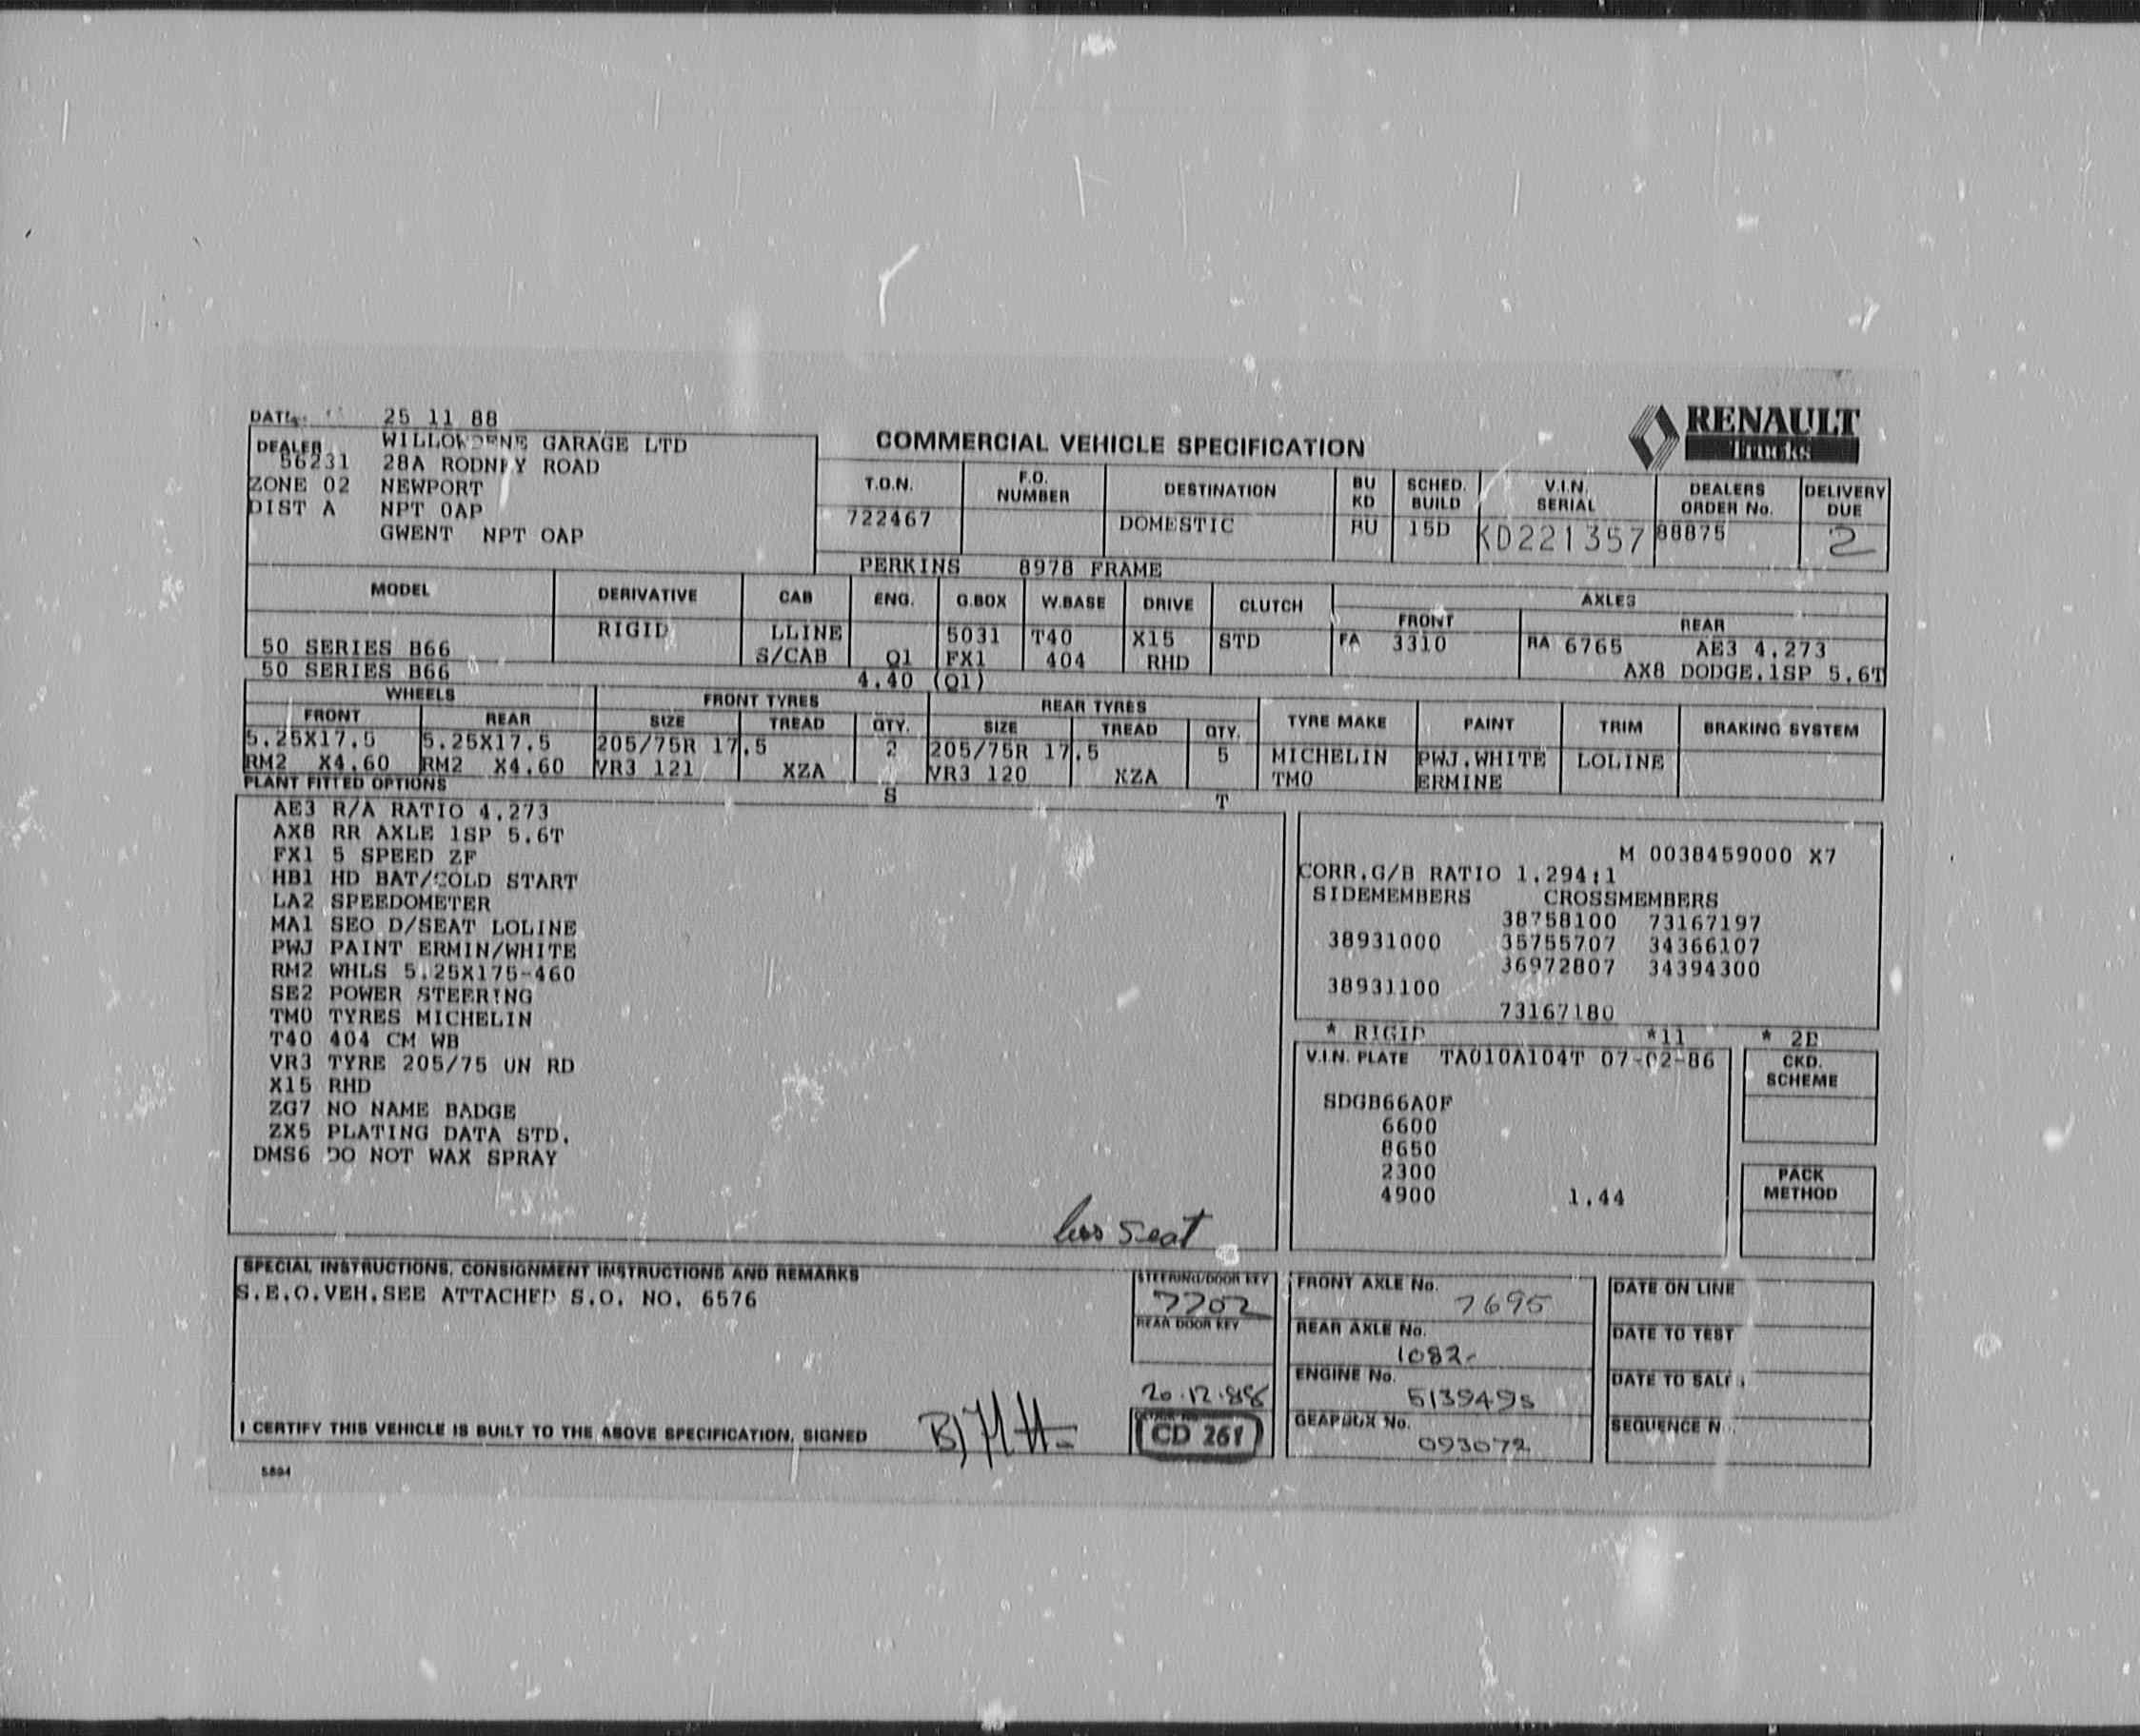 25 11 88
DEALER WILLOWDENE GARAGE LTD
56231 28A RODNEY ROAD
ZONE 02 NEWPORT
DIST A NPT OAP
GWENT NPT OAP
COMMERCIAL VEHICLE SPECIFICATION
RENAULT
Trucks
T.O.N. F.O. NUMBER DESTINATION BU KD SCHED. BUILD V.I.N. SERIAL DEALERS ORDER No. DELIVERY DUE
722467 DOMESTIC BU 15D KD221357 88875 2
PERKINS 8978 FRAME
MODEL DERIVATIVE CAB ENG. G.BOX W.BASE DRIVE CLUTCH AXLES
FRONT REAR
RIGID LLINE 5031 T40 X15 STD FA 3310 RA 6765 AE3 4.273
50 SERIES B66 S/CAB Q1 FX1 404 RHD
50 SERIES B66 4.40 (Q1) AX8 DODGE.1SP 5.6T
WHEELS FRONT TYRES REAR TYRES
FRONT REAR SIZE TREAD QTY. SIZE TREAD QTY. TYRE MAKE PAINT TRIM BRAKING SYSTEM
5.25X17.5 5.25X17.5 205/75R 17.5 2 205/75R 17.5 5 MICHELIN PWJ.WHITE LOLINE
RM2 X4.60 RM2 X4.60 VR3 121 XZA VR3 120 XZA TMO ERMINE
PLANT FITTED OPTIONS S T
AE3 R/A RATIO 4.273
AX8 RR AXLE 1SP 5.6T
FX1 5 SPEED ZF
HB1 HD BAT/COLD START
LA2 SPEEDOMETER
MA1 SEO D/SEAT LOLINE
PWJ PAINT ERMIN/WHITE
RM2 WHLS 5.25X175-460
SE2 POWER STEERING
TMO TYRES MICHELIN
T40 404 CM WB
VR3 TYRE 205/75 UN RD
X15 RHD
ZG7 NO NAME BADGE
ZX5 PLATING DATA STD.
DMS6 DO NOT WAX SPRAY
less seat
M 0038459000 X7
CORR.G/B RATIO 1.294:1
SIDEMEMBERS CROSSMEMBERS
38758100 73167197
38931000 35755707 34366107
36972807 34394300
38931100
73167180
* RIGID *11 *
V.I.N. PLATE TA010A104T 07-02-86
SDGB66A0F
6600
8650
2300
4900 1.44
CKD. SCHEME
PACK METHOD
SPECIAL INSTRUCTIONS, CONSIGNMENT INSTRUCTIONS AND REMARKS
S.E.O.VEH.SEE ATTACHED S.O. NO. 6576
STEERING/DOOR KEY
7702
REAR DOOR KEY
20.12.88
CD 261
FRONT AXLE No. 7695
REAR AXLE No. 1082
ENGINE No. 5139495
GEARBOX No. 093072
DATE ON LINE
DATE TO TEST
DATE TO SALES
SEQUENCE N
I CERTIFY THIS VEHICLE IS BUILT TO THE ABOVE SPECIFICATION, SIGNED
5804